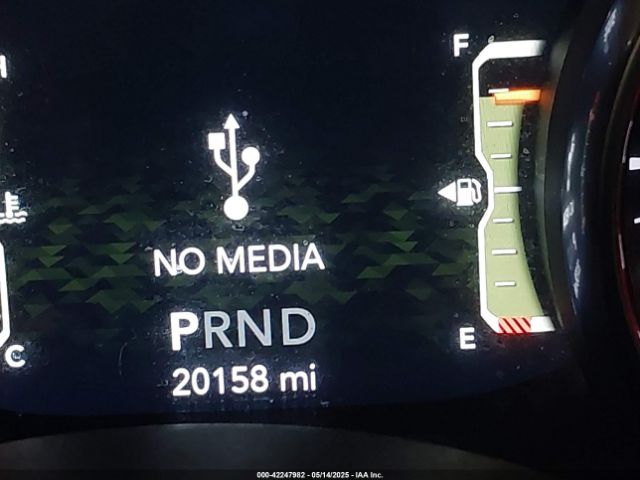 H
F
NO MEDIA
PRND
E
C
20158 mi
000-42247982 - 05/14/2025 - IAA Inc.